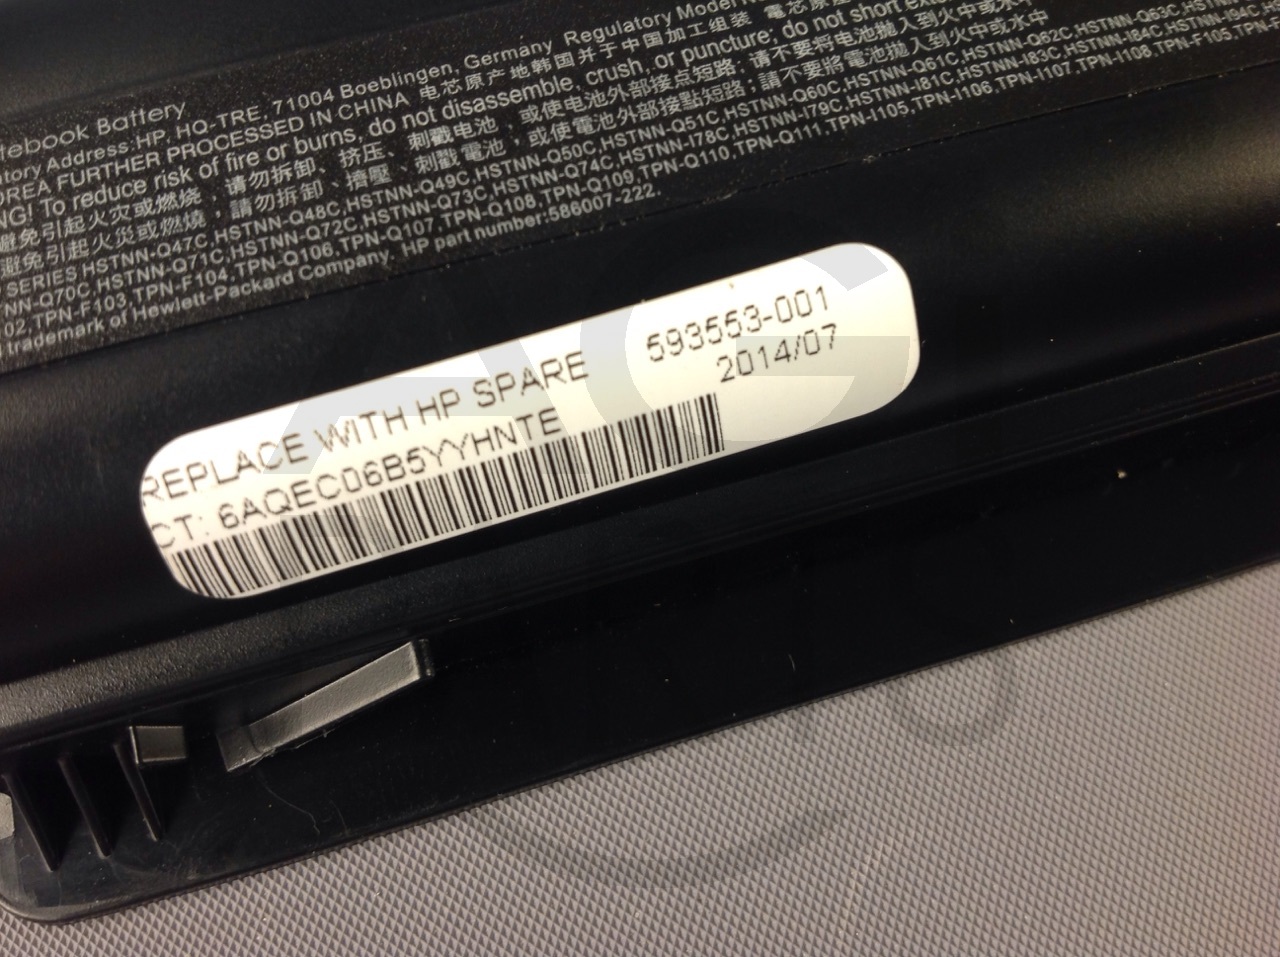 tebook Battery
tory Address:HP, HQ-TRE, 71004 Boeblingen, Germany Regulatory Model
OREA FURTHER PROCESSED IN CHINA 电芯原产地韩国并于中国加工组装 電芯原
NG! To reduce risk of fire or burns, do not disassemble, crush, or puncture; do not short
避免引起火灾或燃烧，请勿拆卸、挤压、刺戳电池，或使电池外部接点短路；请不要将电池抛入到火中或水中
避免引起火災或燃燒，請勿拆卸、擠壓、刺戳電池，或使電池外部接點短路；請不要將電池拋入到火中或水中
SERIES HSTNN-Q47C,HSTNN-Q48C,HSTNN-Q49C,HSTNN-Q50C,HSTNN-Q51C,HSTNN-Q60C,HSTNN-Q61C,HSTNN-Q62C,HSTNN-Q63C,
NN-Q70C,HSTNN-Q71C,HSTNN-Q72C,HSTNN-Q73C,HSTNN-Q74C,HSTNN-I78C,HSTNN-I79C,HSTNN-I81C,HSTNN-I83C,HSTNN-I84C,
02,TPN-F103,TPN-F104,TPN-Q106,TPN-Q107,TPN-Q108,TPN-Q109,TPN-Q110,TPN-Q111,TPN-I105,TPN-I106,TPN-I107,TPN-I108,TPN-F105,
trademark of Hewlett-Packard Company. HP part number:586007-222.
REPLACE WITH HP SPARE 593553-001
CT: 6AQEC06B5YYHNTE 2014/07